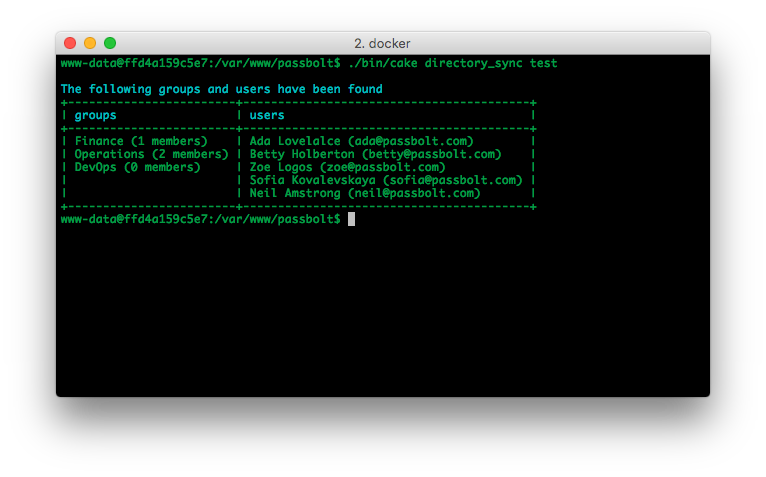 2. docker
www-data@ffd4a159c5e7:/var/www/passbolt$ ./bin/cake directory_sync test
The following groups and users have been found
+------------------------+-----------------------------------------+
| groups                 | users                                   |
+------------------------+-----------------------------------------+
| Finance (1 members)    | Ada Lovelalce (ada@passbolt.com)        |
| Operations (2 members) | Betty Holberton (betty@passbolt.com)    |
| DevOps (0 members)     | Zoe Logos (zoe@passbolt.com)            |
|                        | Sofia Kovalevskaya (sofia@passbolt.com) |
|                        | Neil Amstrong (neil@passbolt.com)       |
+------------------------+-----------------------------------------+
www-data@ffd4a159c5e7:/var/www/passbolt$